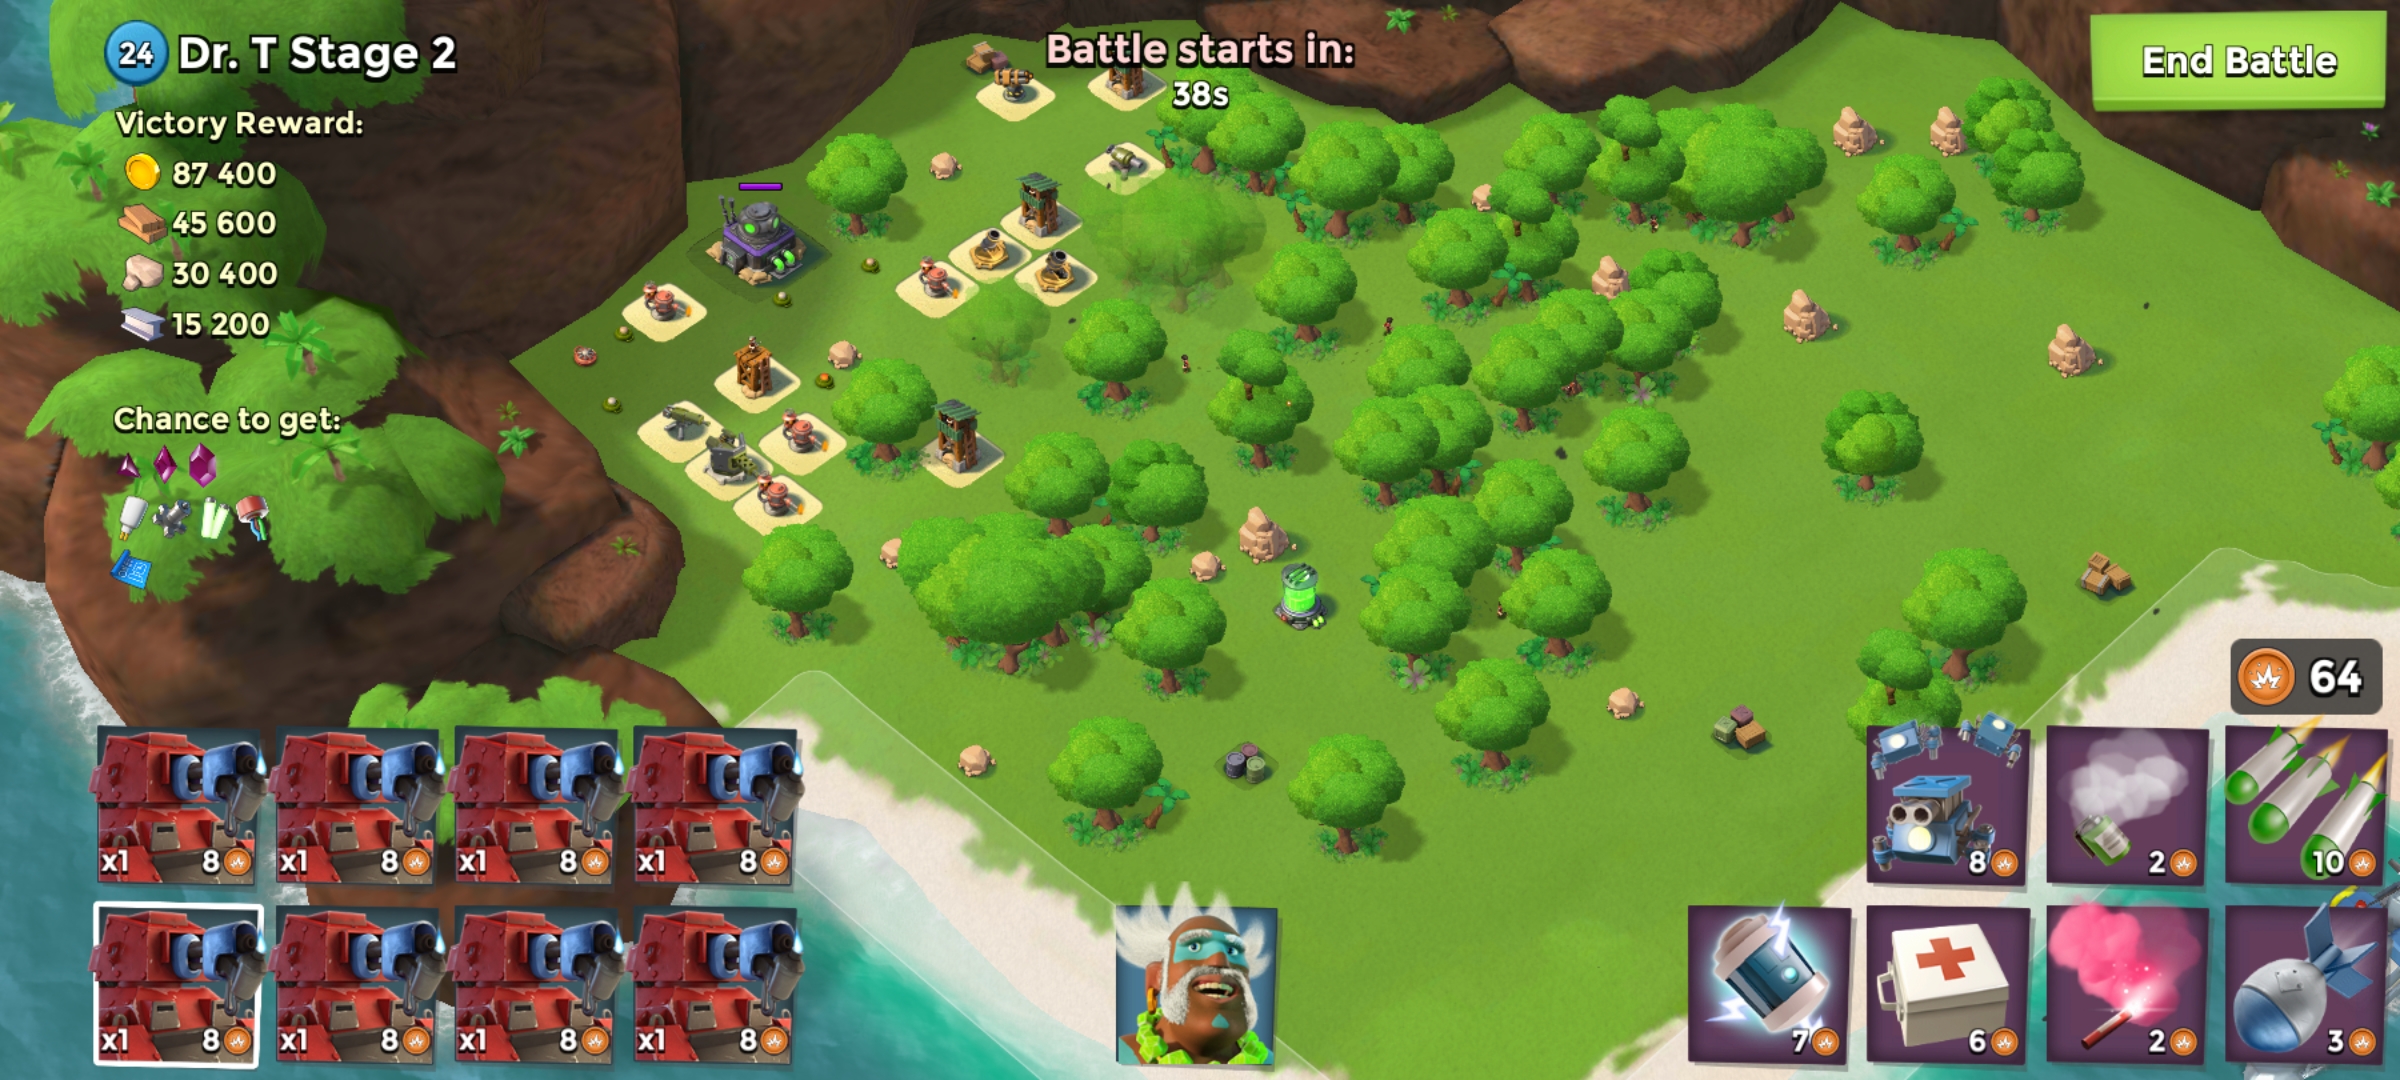 24 Dr. T Stage 2
Victory Reward:
87 400
45 600
30 400
15 200
Chance to get:
Battle starts in:
38s
End Battle
64
x1 8
x1 8
x1 8
x1 8
8
2
10
x1 8
x1 8
x1 8
x1 8
7
6
2
3